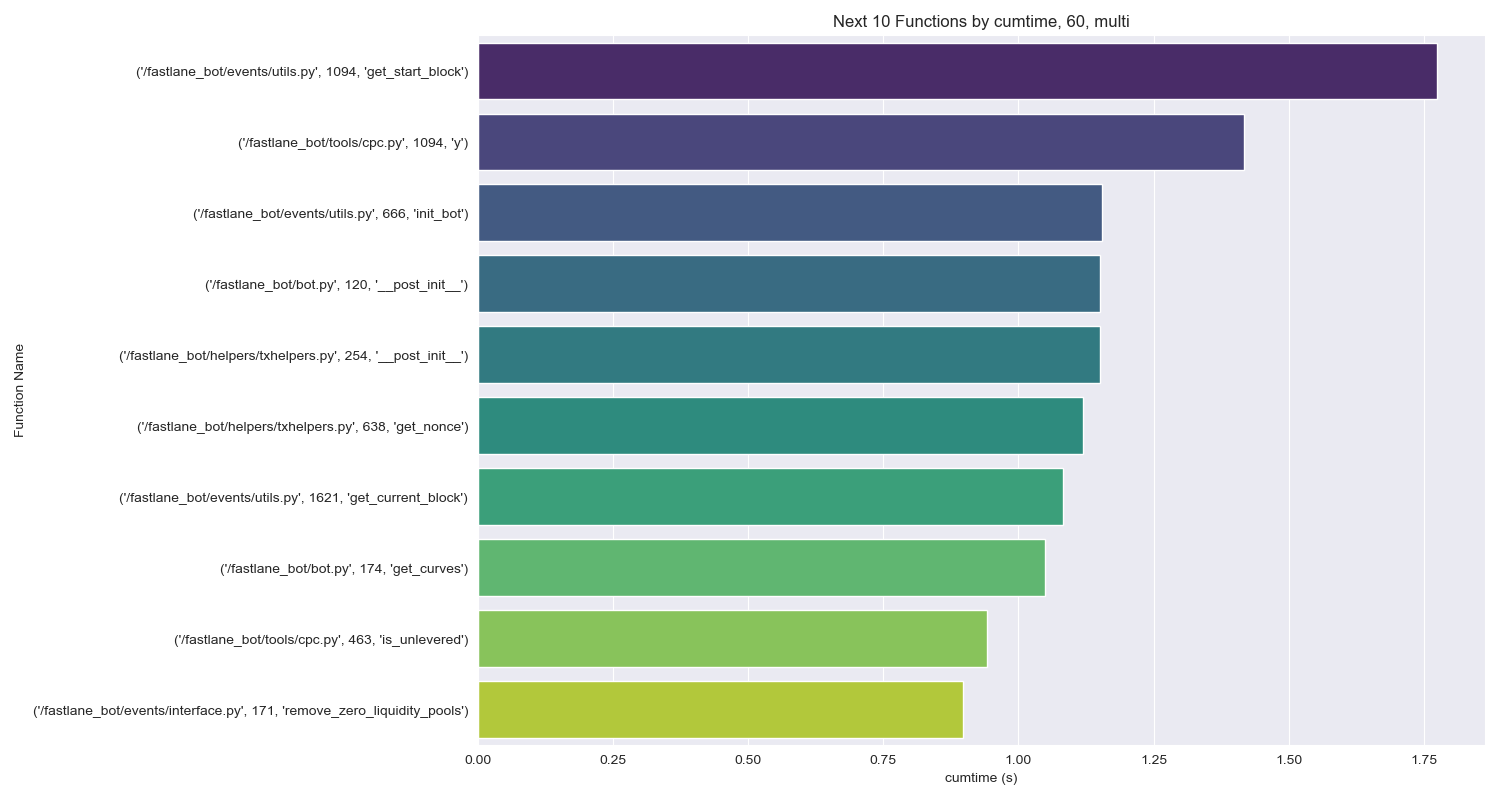 Next 10 Functions by cumtime, 60, multi
('/fastlane_bot/events/utils.py', 1094, 'get_start_block')
('/fastlane_bot/tools/cpc.py', 1094, 'y')
('/fastlane_bot/events/utils.py', 666, 'init_bot')
('/fastlane_bot/bot.py', 120, '__post_init__')
('/fastlane_bot/helpers/txhelpers.py', 254, '__post_init__')
('/fastlane_bot/helpers/txhelpers.py', 638, 'get_nonce')
('/fastlane_bot/events/utils.py', 1621, 'get_current_block')
('/fastlane_bot/bot.py', 174, 'get_curves')
('/fastlane_bot/tools/cpc.py', 463, 'is_unlevered')
('/fastlane_bot/events/interface.py', 171, 'remove_zero_liquidity_pools')
Function Name
0.00 0.25 0.50 0.75 1.00 1.25 1.50 1.75
cumtime (s)